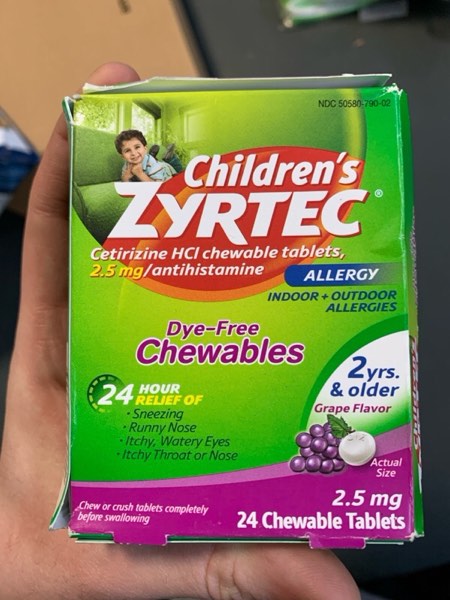 NDC 50580-790-02
Children's
ZYRTEC®
Cetirizine HCl chewable tablets,
2.5 mg/antihistamine
ALLERGY
INDOOR + OUTDOOR
ALLERGIES
Dye-Free
Chewables
24 HOUR
RELIEF OF
• Sneezing
• Runny Nose
• Itchy, Watery Eyes
• Itchy Throat or Nose
2 yrs.
& older
Grape Flavor
Actual
Size
Chew or crush tablets completely
before swallowing
2.5 mg
24 Chewable Tablets